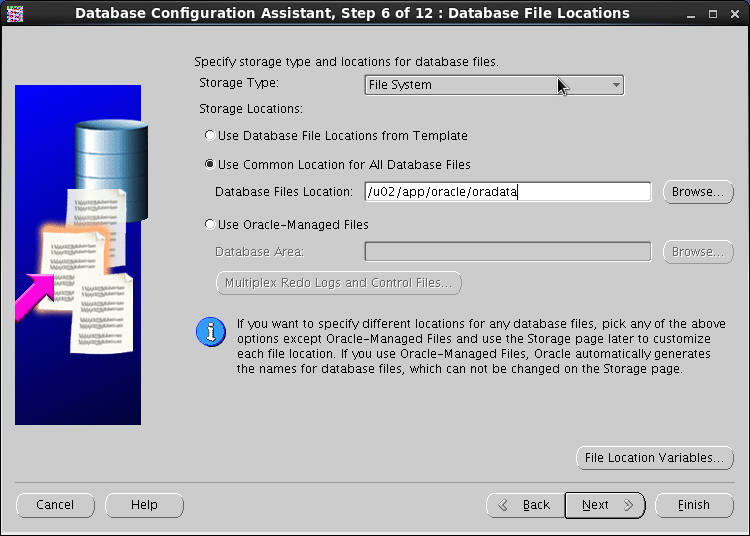 Database Configuration Assistant, Step 6 of 12 : Database File Locations
Specify storage type and locations for database files.
Storage Type: File System
Storage Locations:
Use Database File Locations from Template
Use Common Location for All Database Files
Database Files Location: /u02/app/oracle/oradata Browse...
Use Oracle-Managed Files
Database Area: Browse...
Multiplex Redo Logs and Control Files...
If you want to specify different locations for any database files, pick any of the above
options except Oracle-Managed Files and use the Storage page later to customize
each file location. If you use Oracle-Managed Files, Oracle automatically generates
the names for database files, which can not be changed on the Storage page.
File Location Variables...
Cancel Help Back Next Finish